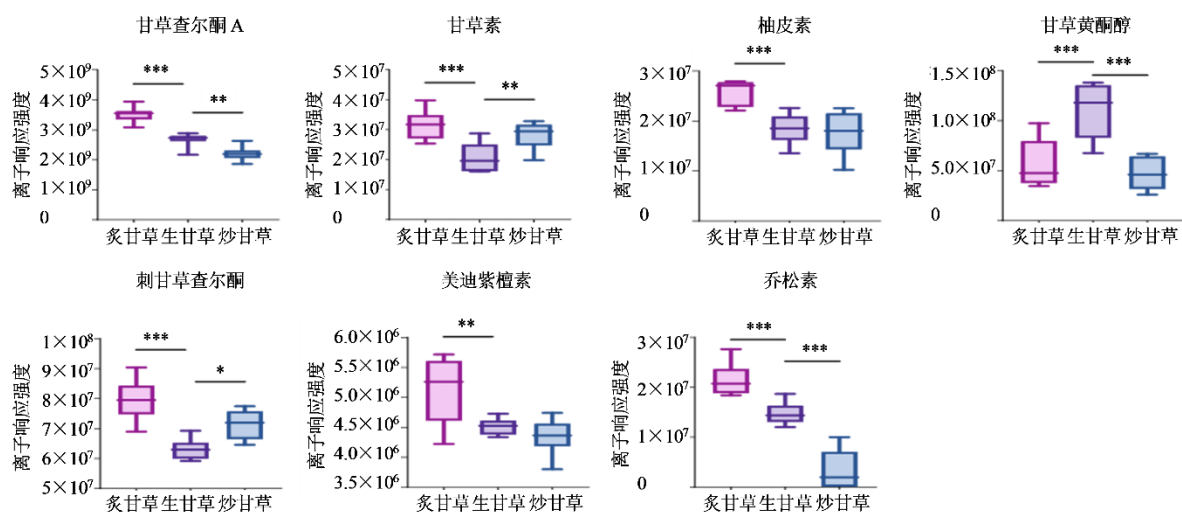 甘草查尔酮 A
离子响应强度
5×10⁹
4×10⁹
3×10⁹
2×10⁹
1×10⁹
0
***
**
炙甘草 生甘草 炒甘草
甘草素
离子响应强度
5×10⁷
4×10⁷
3×10⁷
2×10⁷
1×10⁷
0
***
**
炙甘草 生甘草 炒甘草
柚皮素
离子响应强度
3×10⁷
2×10⁷
1×10⁷
0
***
炙甘草 生甘草 炒甘草
甘草黄酮醇
离子响应强度
1.5×10⁸
1.0×10⁸
5×10⁷
0
***
***
炙甘草 生甘草 炒甘草
刺甘草查尔酮
离子响应强度
1×10⁸
9×10⁷
8×10⁷
7×10⁷
6×10⁷
5×10⁷
***
*
炙甘草 生甘草 炒甘草
美迪紫檀素
离子响应强度
6.0×10⁶
5.5×10⁶
5.0×10⁶
4.5×10⁶
4.0×10⁶
3.5×10⁶
**
炙甘草 生甘草 炒甘草
乔松素
离子响应强度
3×10⁷
2×10⁷
1×10⁷
0
***
***
炙甘草 生甘草 炒甘草